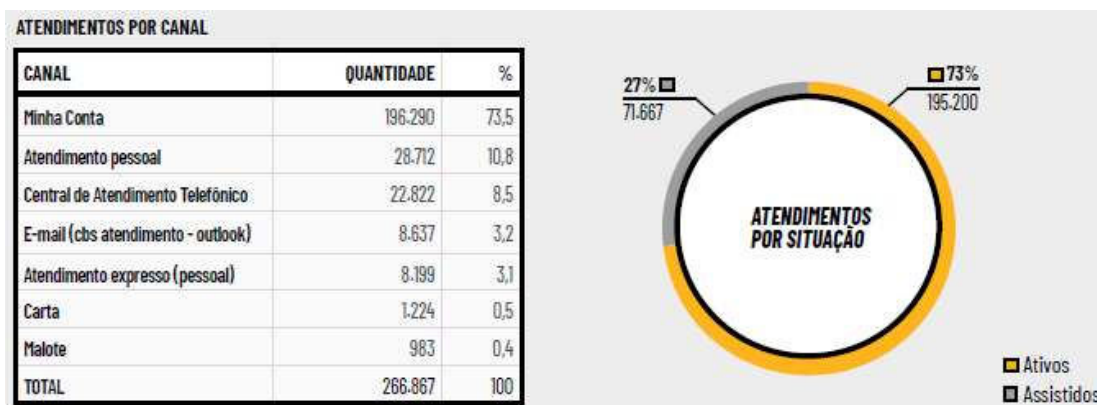 ATENDIMENTOS POR CANAL
CANAL QUANTIDADE %
Minha Conta 196.290 73,5
Atendimento pessoal 28.712 10,8
Central de Atendimento Telefônico 22.822 8,5
E-mail (cbs atendimento - outlook) 8.637 3,2
Atendimento expresso (pessoal) 8.199 3,1
Carta 1.224 0,5
Malote 983 0,4
TOTAL 266.867 100
27%
71.667
73%
195.200
ATENDIMENTOS
POR SITUAÇÃO
Ativos
Assistidos